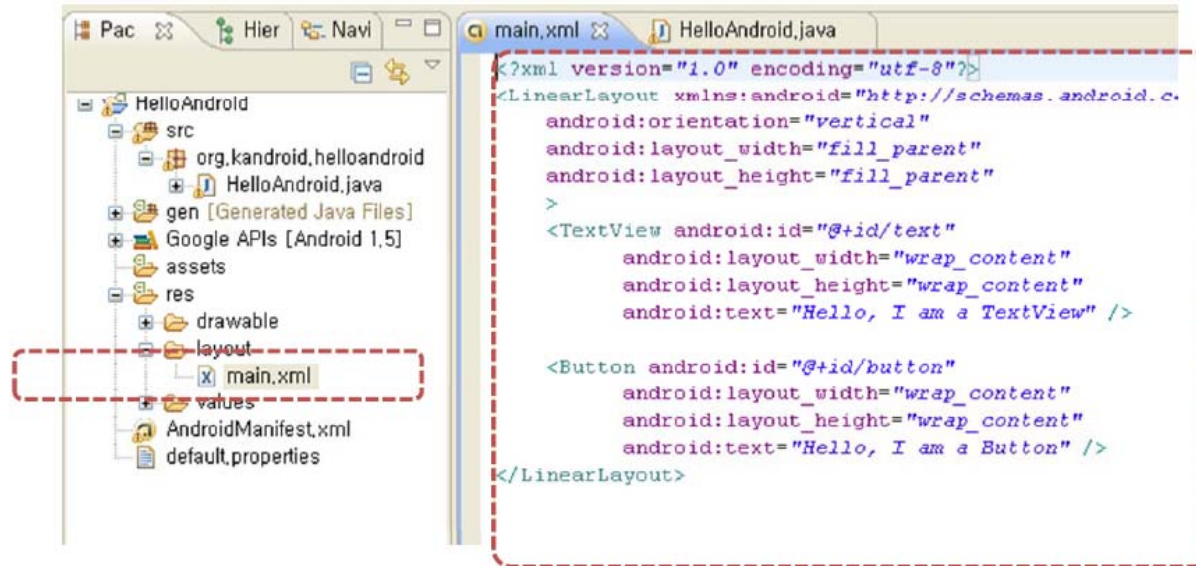 Pac Hier Navi
HelloAndroid
src
org.kandroid.helloandroid
HelloAndroid.java
gen [Generated Java Files]
Google APIs [Android 1.5]
assets
res
drawable
layout
main.xml
values
AndroidManifest.xml
default.properties
main.xml HelloAndroid.java
<?xml version="1.0" encoding="utf-8"?>
<LinearLayout xmlns:android="http://schemas.android.c
android:orientation="vertical"
android:layout_width="fill_parent"
android:layout_height="fill_parent"
>
<TextView android:id="@+id/text"
android:layout_width="wrap_content"
android:layout_height="wrap_content"
android:text="Hello, I am a TextView" />
<Button android:id="@+id/button"
android:layout_width="wrap_content"
android:layout_height="wrap_content"
android:text="Hello, I am a Button" />
</LinearLayout>